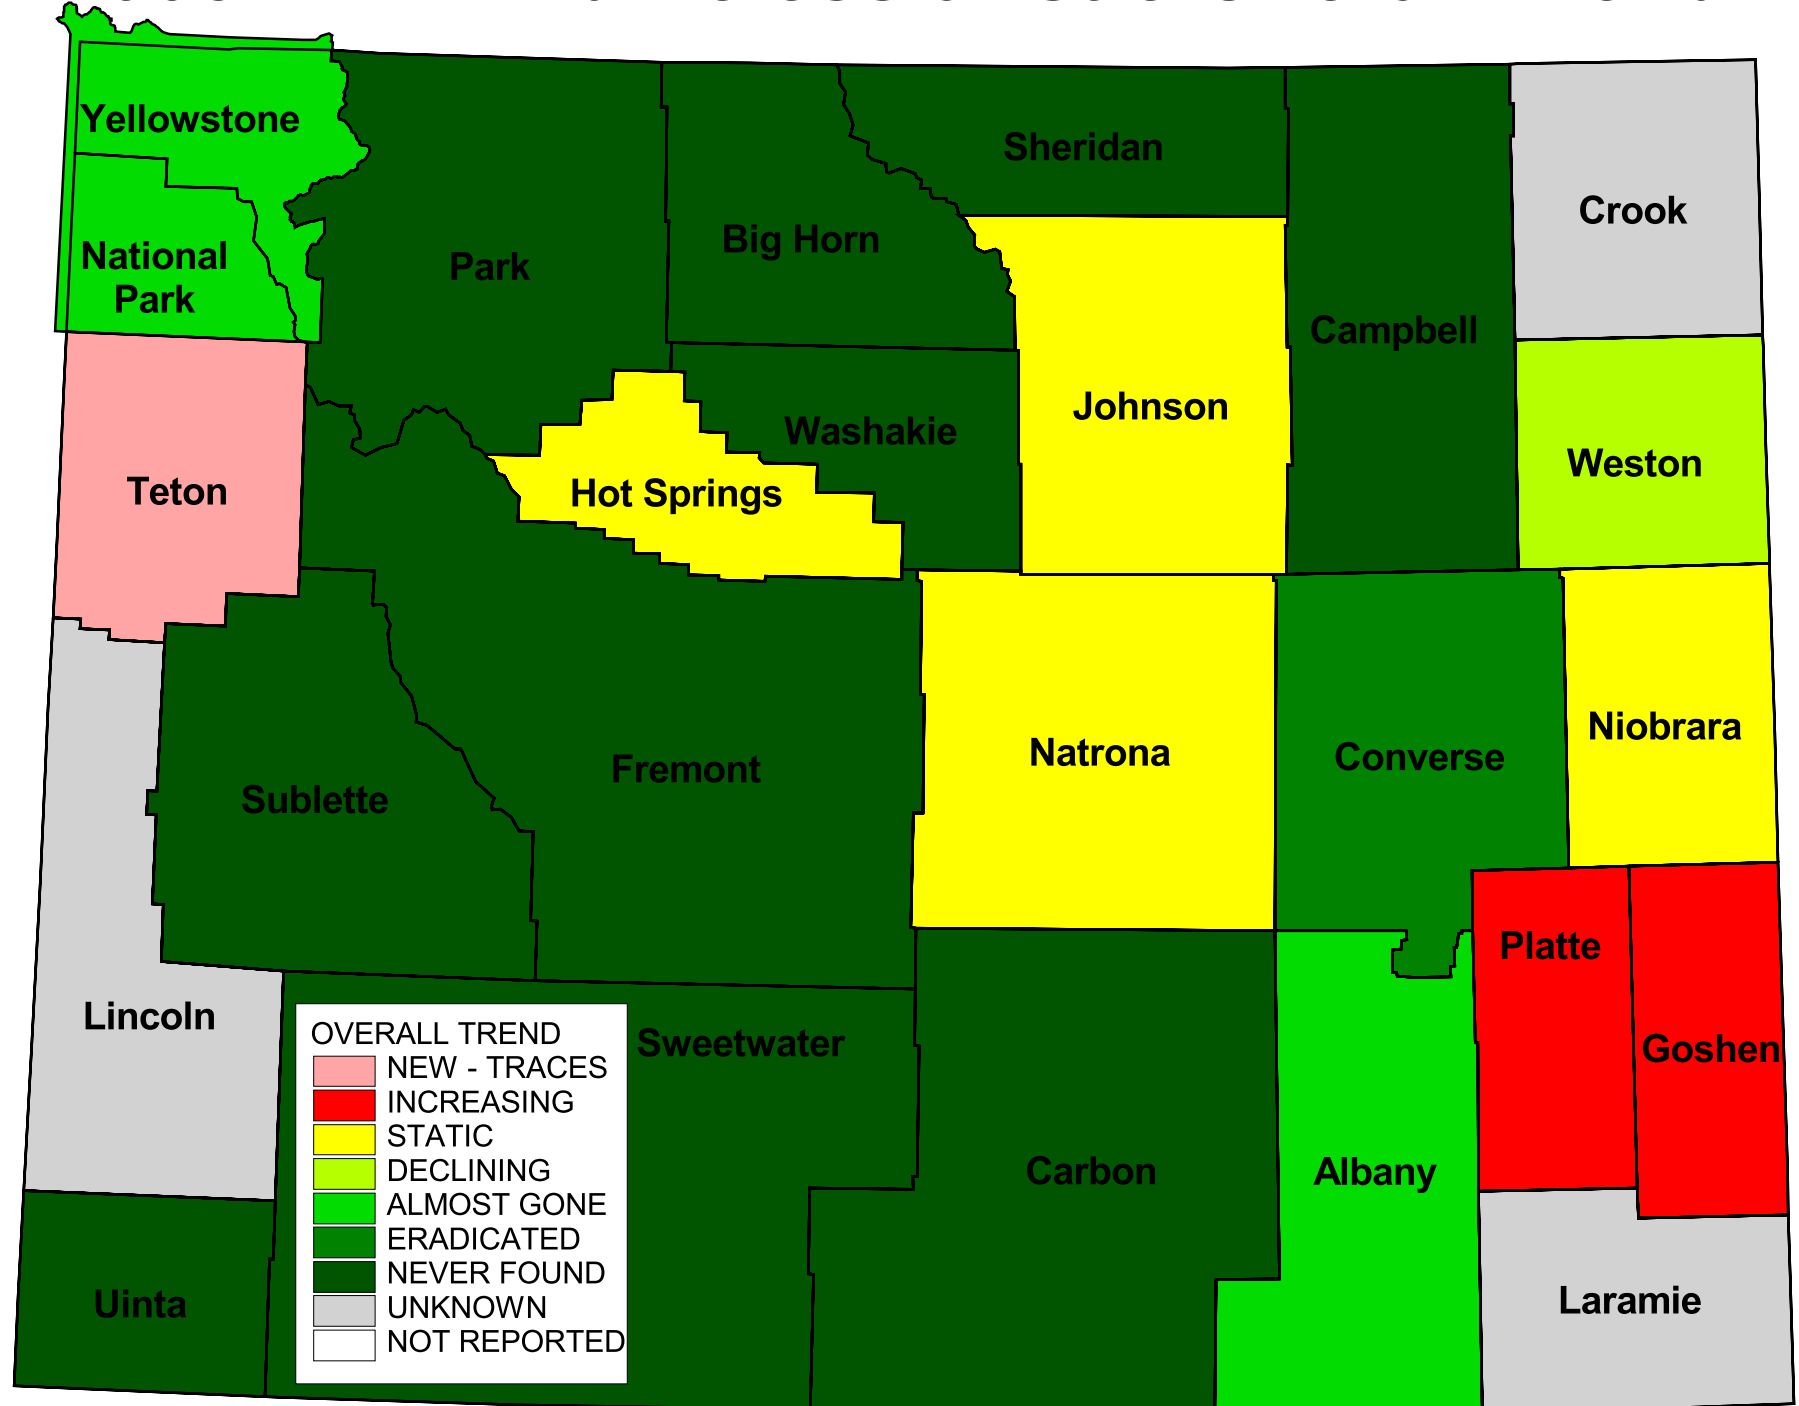 Yellowstone
National
Park
Park
Big Horn
Sheridan
Campbell
Crook
Johnson
Washakie
Hot Springs
Weston
Teton
Natrona
Niobrara
Converse
Fremont
Sublette
Platte
Goshen
Lincoln
Sweetwater
Carbon
Albany
Uinta
Laramie
OVERALL TREND
NEW - TRACES
INCREASING
STATIC
DECLINING
ALMOST GONE
ERADICATED
NEVER FOUND
UNKNOWN
NOT REPORTED